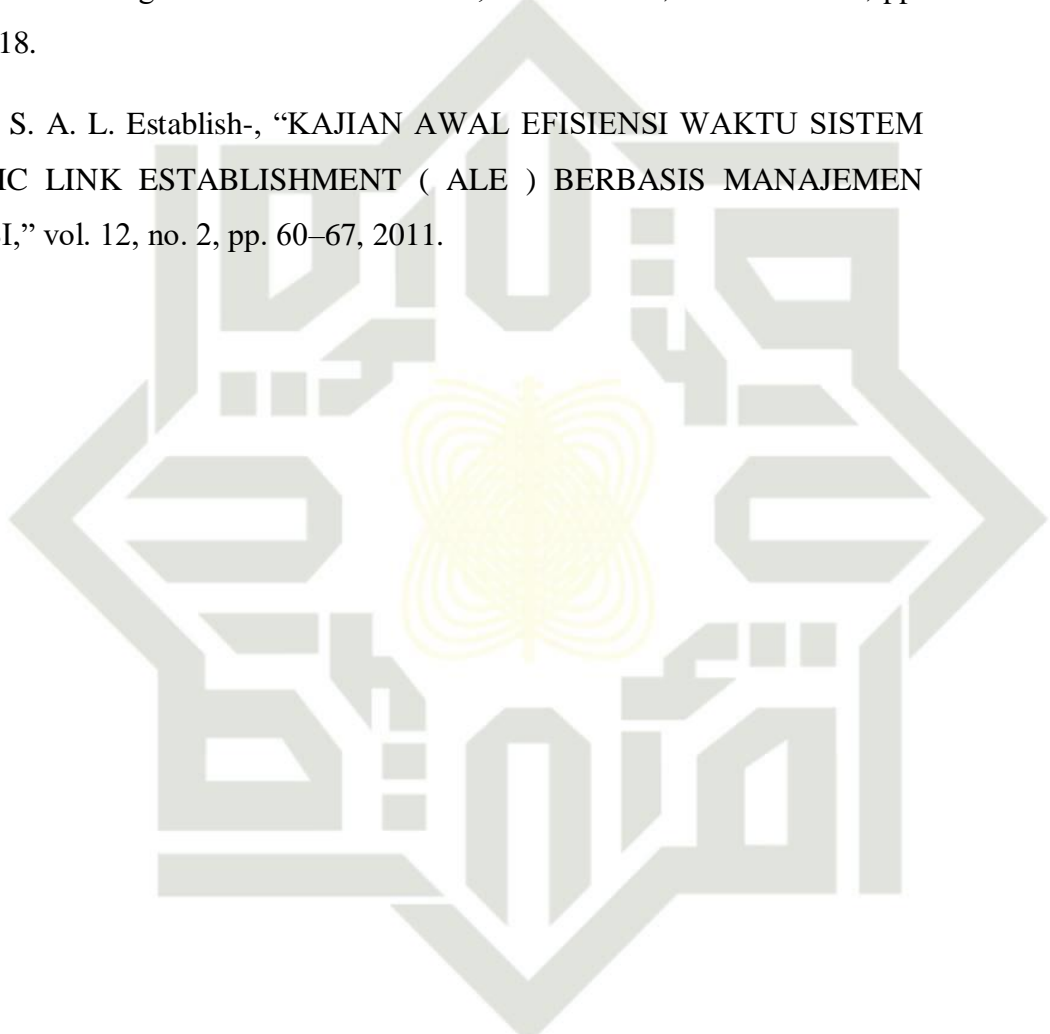 18.
S. A. L. Establish-, “KAJIAN AWAL EFISIENSI WAKTU SISTEM
IC LINK ESTABLISHMENT ( ALE ) BERBASIS MANAJEMEN
I,” vol. 12, no. 2, pp. 60–67, 2011.